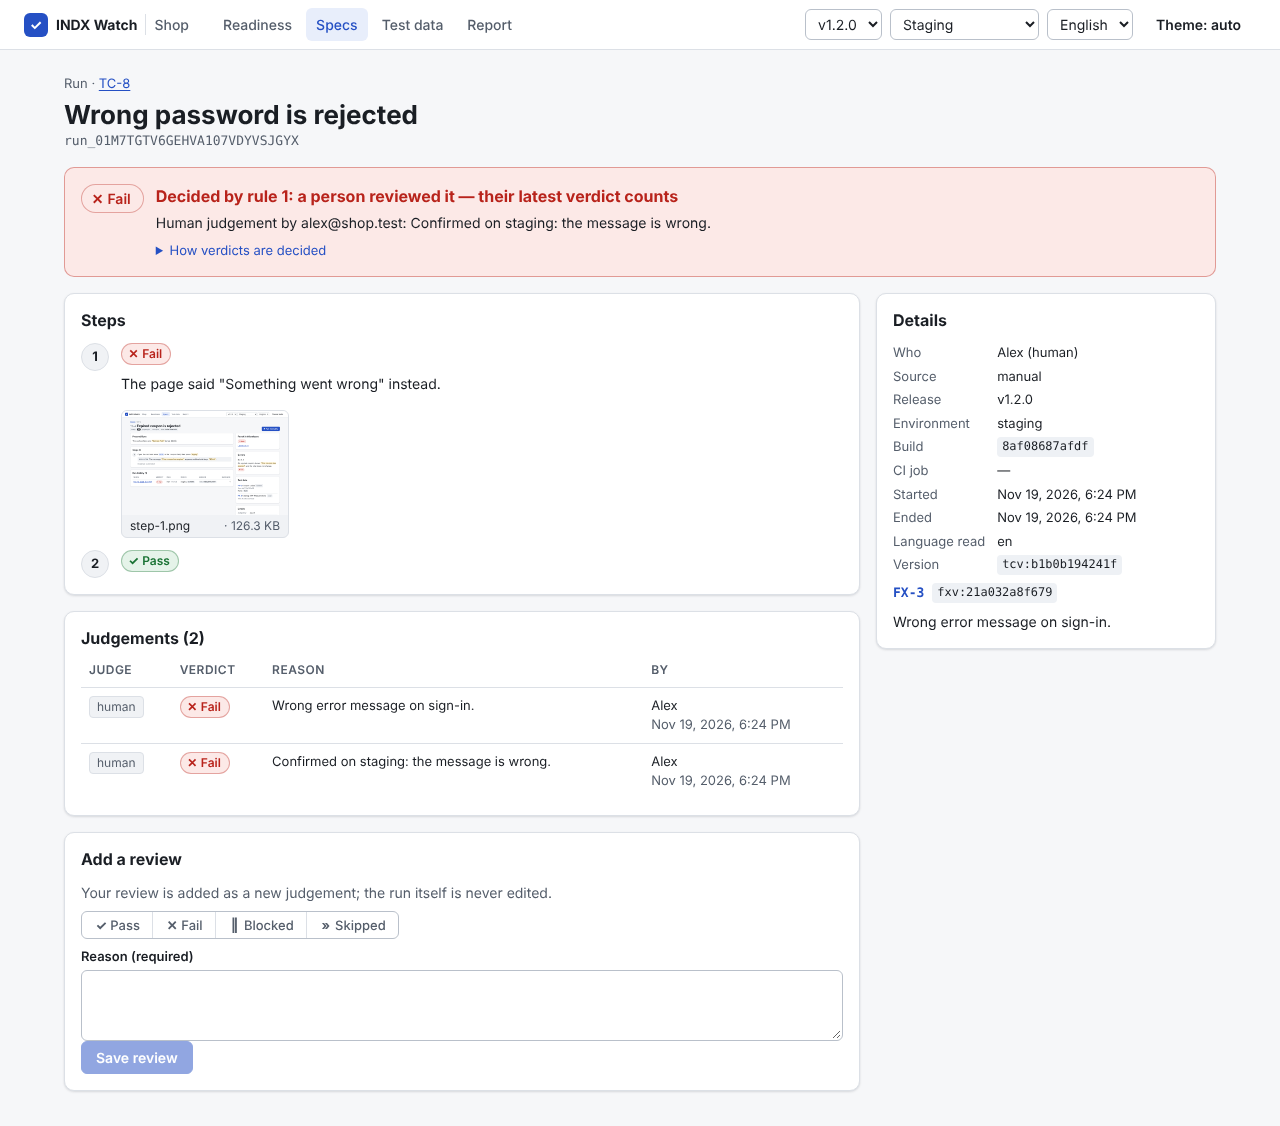 INDX Watch Shop Readiness Specs Test data Report v1.2.0 Staging English Theme: auto
Run · TC-8
Wrong password is rejected
run_01M7TGTV6GEHVA107VDYVSJGYX
✕ Fail Decided by rule 1: a person reviewed it — their latest verdict counts
Human judgement by alex@shop.test: Confirmed on staging: the message is wrong.
How verdicts are decided
Steps
1 ✕ Fail
The page said "Something went wrong" instead.
Expired coupon is rejected
step-1.png · 126.3 KB
2 ✓ Pass
Judgements (2)
JUDGE VERDICT REASON BY
human ✕ Fail Wrong error message on sign-in. Alex
Nov 19, 2026, 6:24 PM
human ✕ Fail Confirmed on staging: the message is wrong. Alex
Nov 19, 2026, 6:24 PM
Add a review
Your review is added as a new judgement; the run itself is never edited.
✓ Pass ✕ Fail Blocked » Skipped
Reason (required)
Save review
Details
Who Alex (human)
Source manual
Release v1.2.0
Environment staging
Build 8af08687afdf
CI job —
Started Nov 19, 2026, 6:24 PM
Ended Nov 19, 2026, 6:24 PM
Language read en
Version tcv:b1b0b194241f
FX-3 fxv:21a032a8f679
Wrong error message on sign-in.